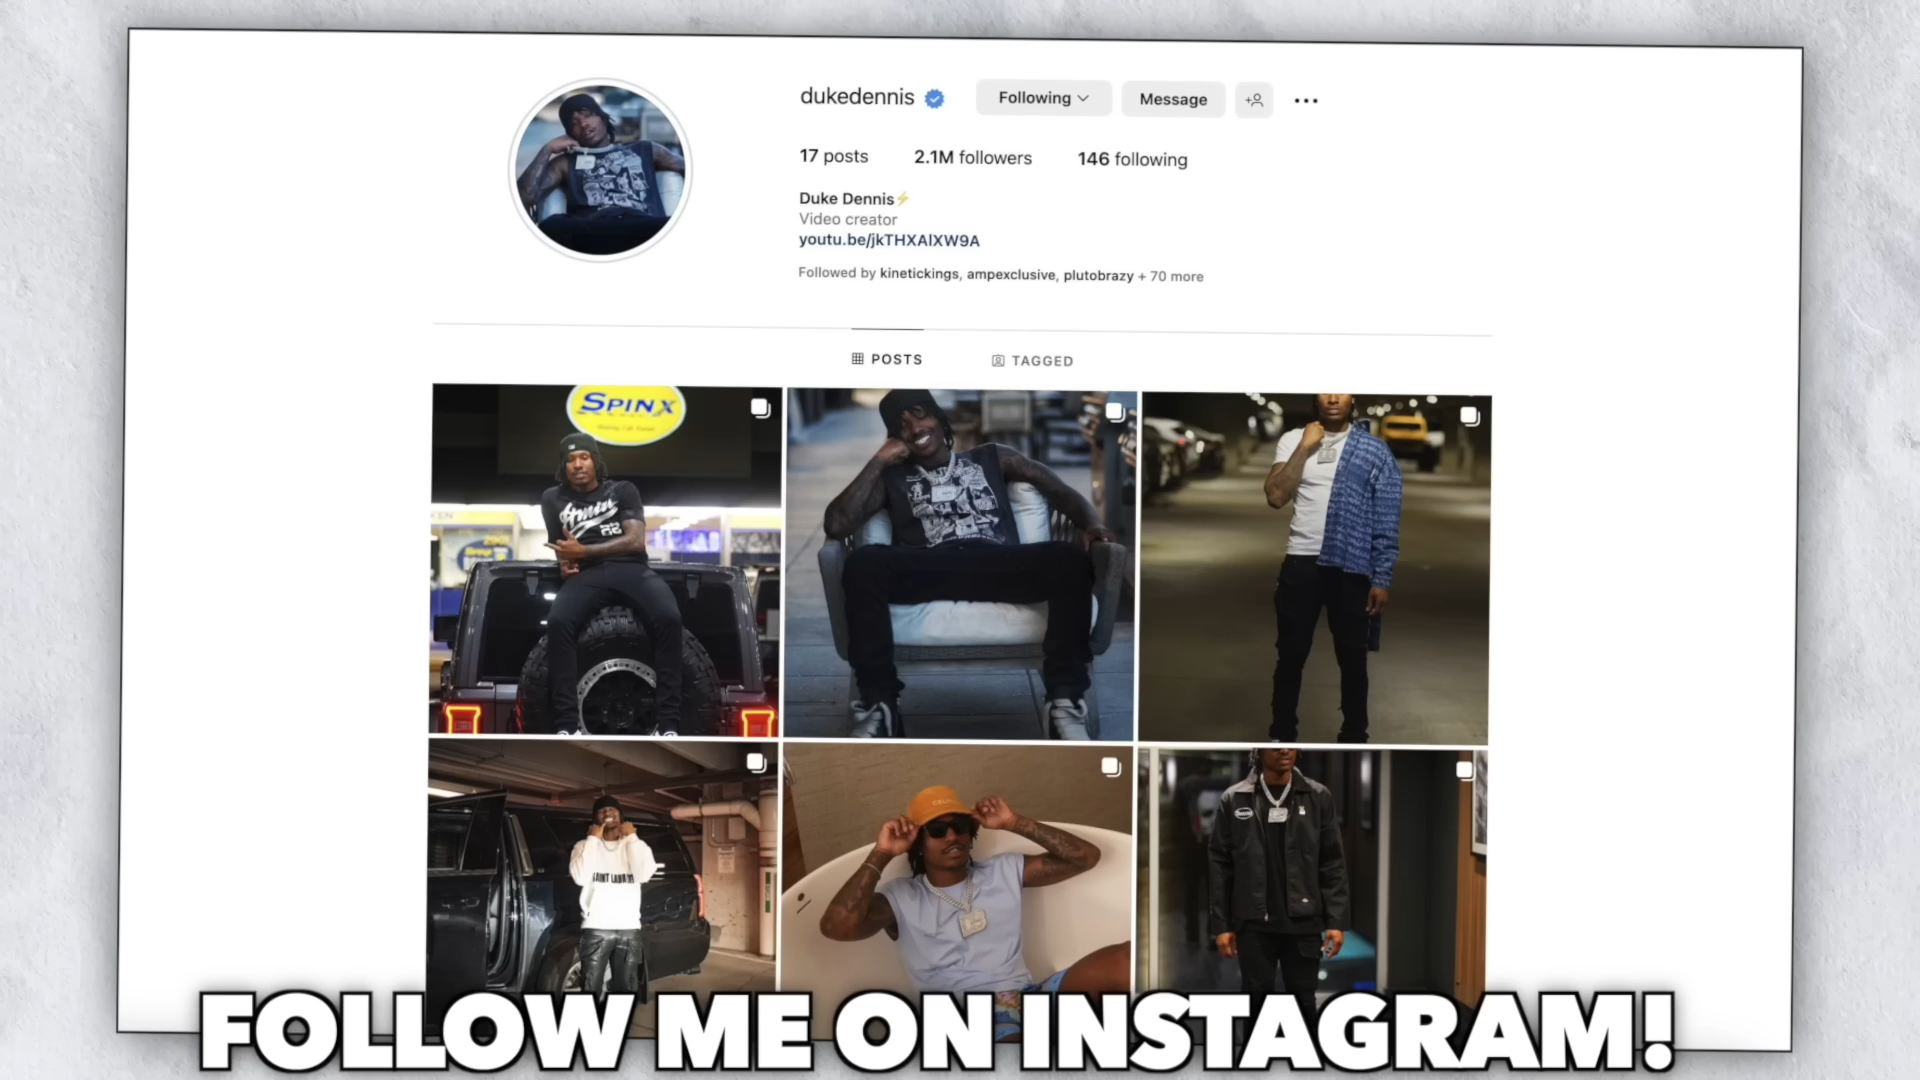 dukedennis
Following
Message
17 posts
2.1M followers
146 following
Duke Dennis⚡
Video creator
youtu.be/jkTHXAlXW9A
Followed by kinetickings, ampexclusive, plutobrazy + 70 more
POSTS
TAGGED
SPINX
FOLLOW ME ON INSTAGRAM!